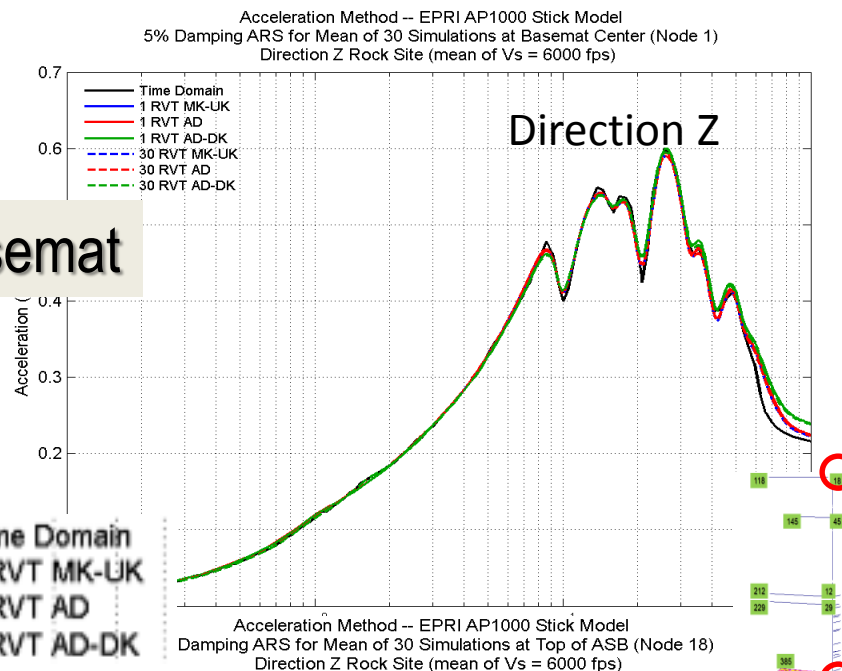 Acceleration Method -- EPRI AP1000 Stick Model
5% Damping ARS for Mean of 30 Simulations at Basemat Center (Node 1)
Direction Z Rock Site (mean of Vs = 6000 fps)
0.7
Time Domain
1 RVT MK-UK
1 RVT AD
1 RVT AD-DK
30 RVT MK-UK
30 RVT AD
30 RVT AD-DK
Direction Z
0.6
semat
0.4
Acceleration (
0.3
0.2
118
18
145
45
me Domain
RVT MK-UK
RVT AD
RVT AD-DK
212
12
229
29
385
Acceleration Method -- EPRI AP1000 Stick Model
Damping ARS for Mean of 30 Simulations at Top of ASB (Node 18)
Direction Z Rock Site (mean of Vs = 6000 fps)